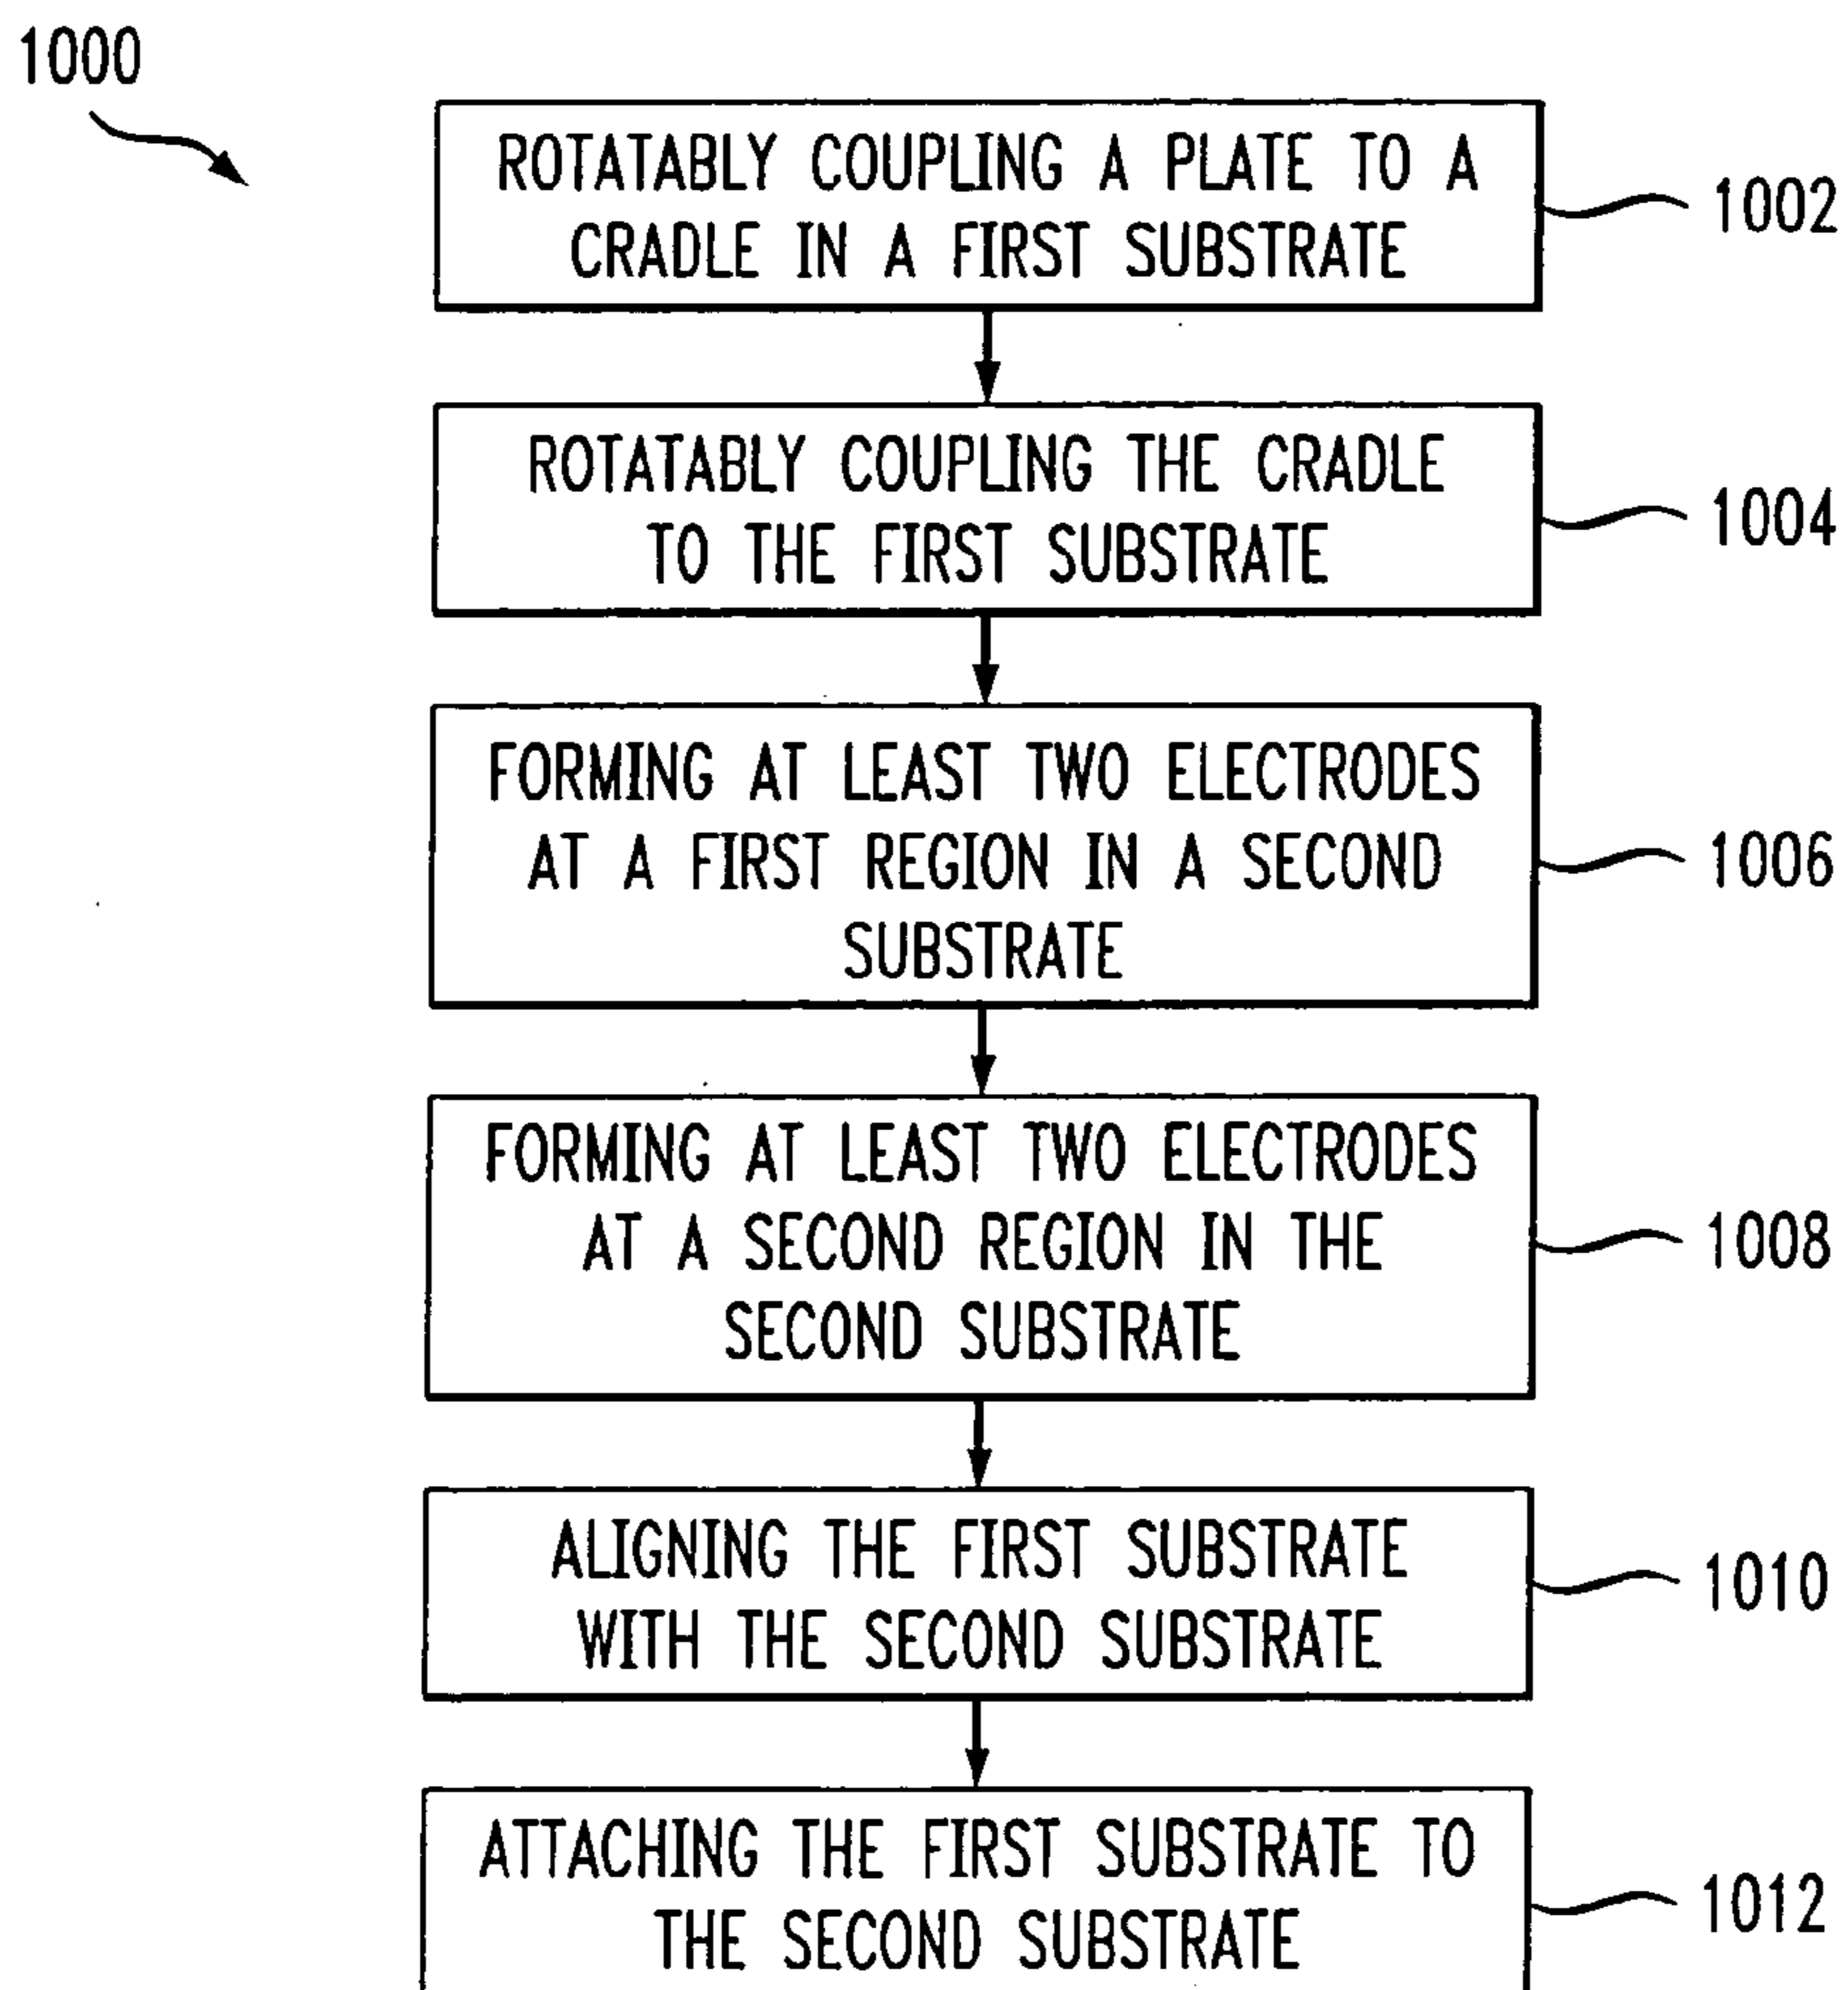 1000
ROTATABLY COUPLING A PLATE TO A
CRADLE IN A FIRST SUBSTRATE
1002
ROTATABLY COUPLING THE CRADLE
TO THE FIRST SUBSTRATE
1004
FORMING AT LEAST TWO ELECTRODES
AT A FIRST REGION IN A SECOND
SUBSTRATE
1006
FORMING AT LEAST TWO ELECTRODES
AT A SECOND REGION IN THE
SECOND SUBSTRATE
1008
ALIGNING THE FIRST SUBSTRATE
WITH THE SECOND SUBSTRATE
1010
ATTACHING THE FIRST SUBSTRATE TO
THE SECOND SUBSTRATE
1012